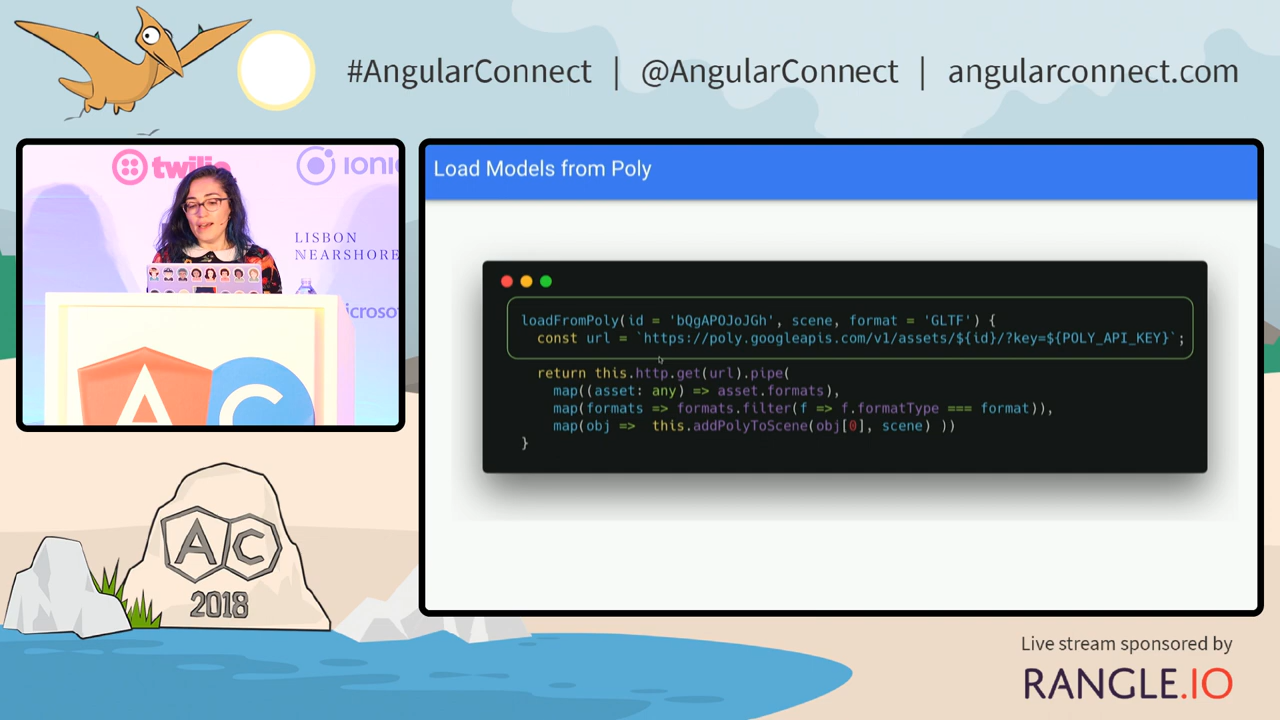 #AngularConnect | @AngularConnect | angularconnect.com
twilio
IONIC
LISBON
NEARSHORE
icroso
A C
Load Models from Poly
loadFromPoly(id = 'bQgAPOJoJGh', scene, format = 'GLTF') {
const url = `https://poly.googleapis.com/v1/assets/${id}/?key=${POLY_API_KEY}`;
return this.http.get(url).pipe(
map((asset: any) => asset.formats),
map(formats => formats.filter(f => f.formatType === format)),
map(obj => this.addPolyToScene(obj[0], scene) ))
}
AC
2018
Live stream sponsored by
RANGLE.IO